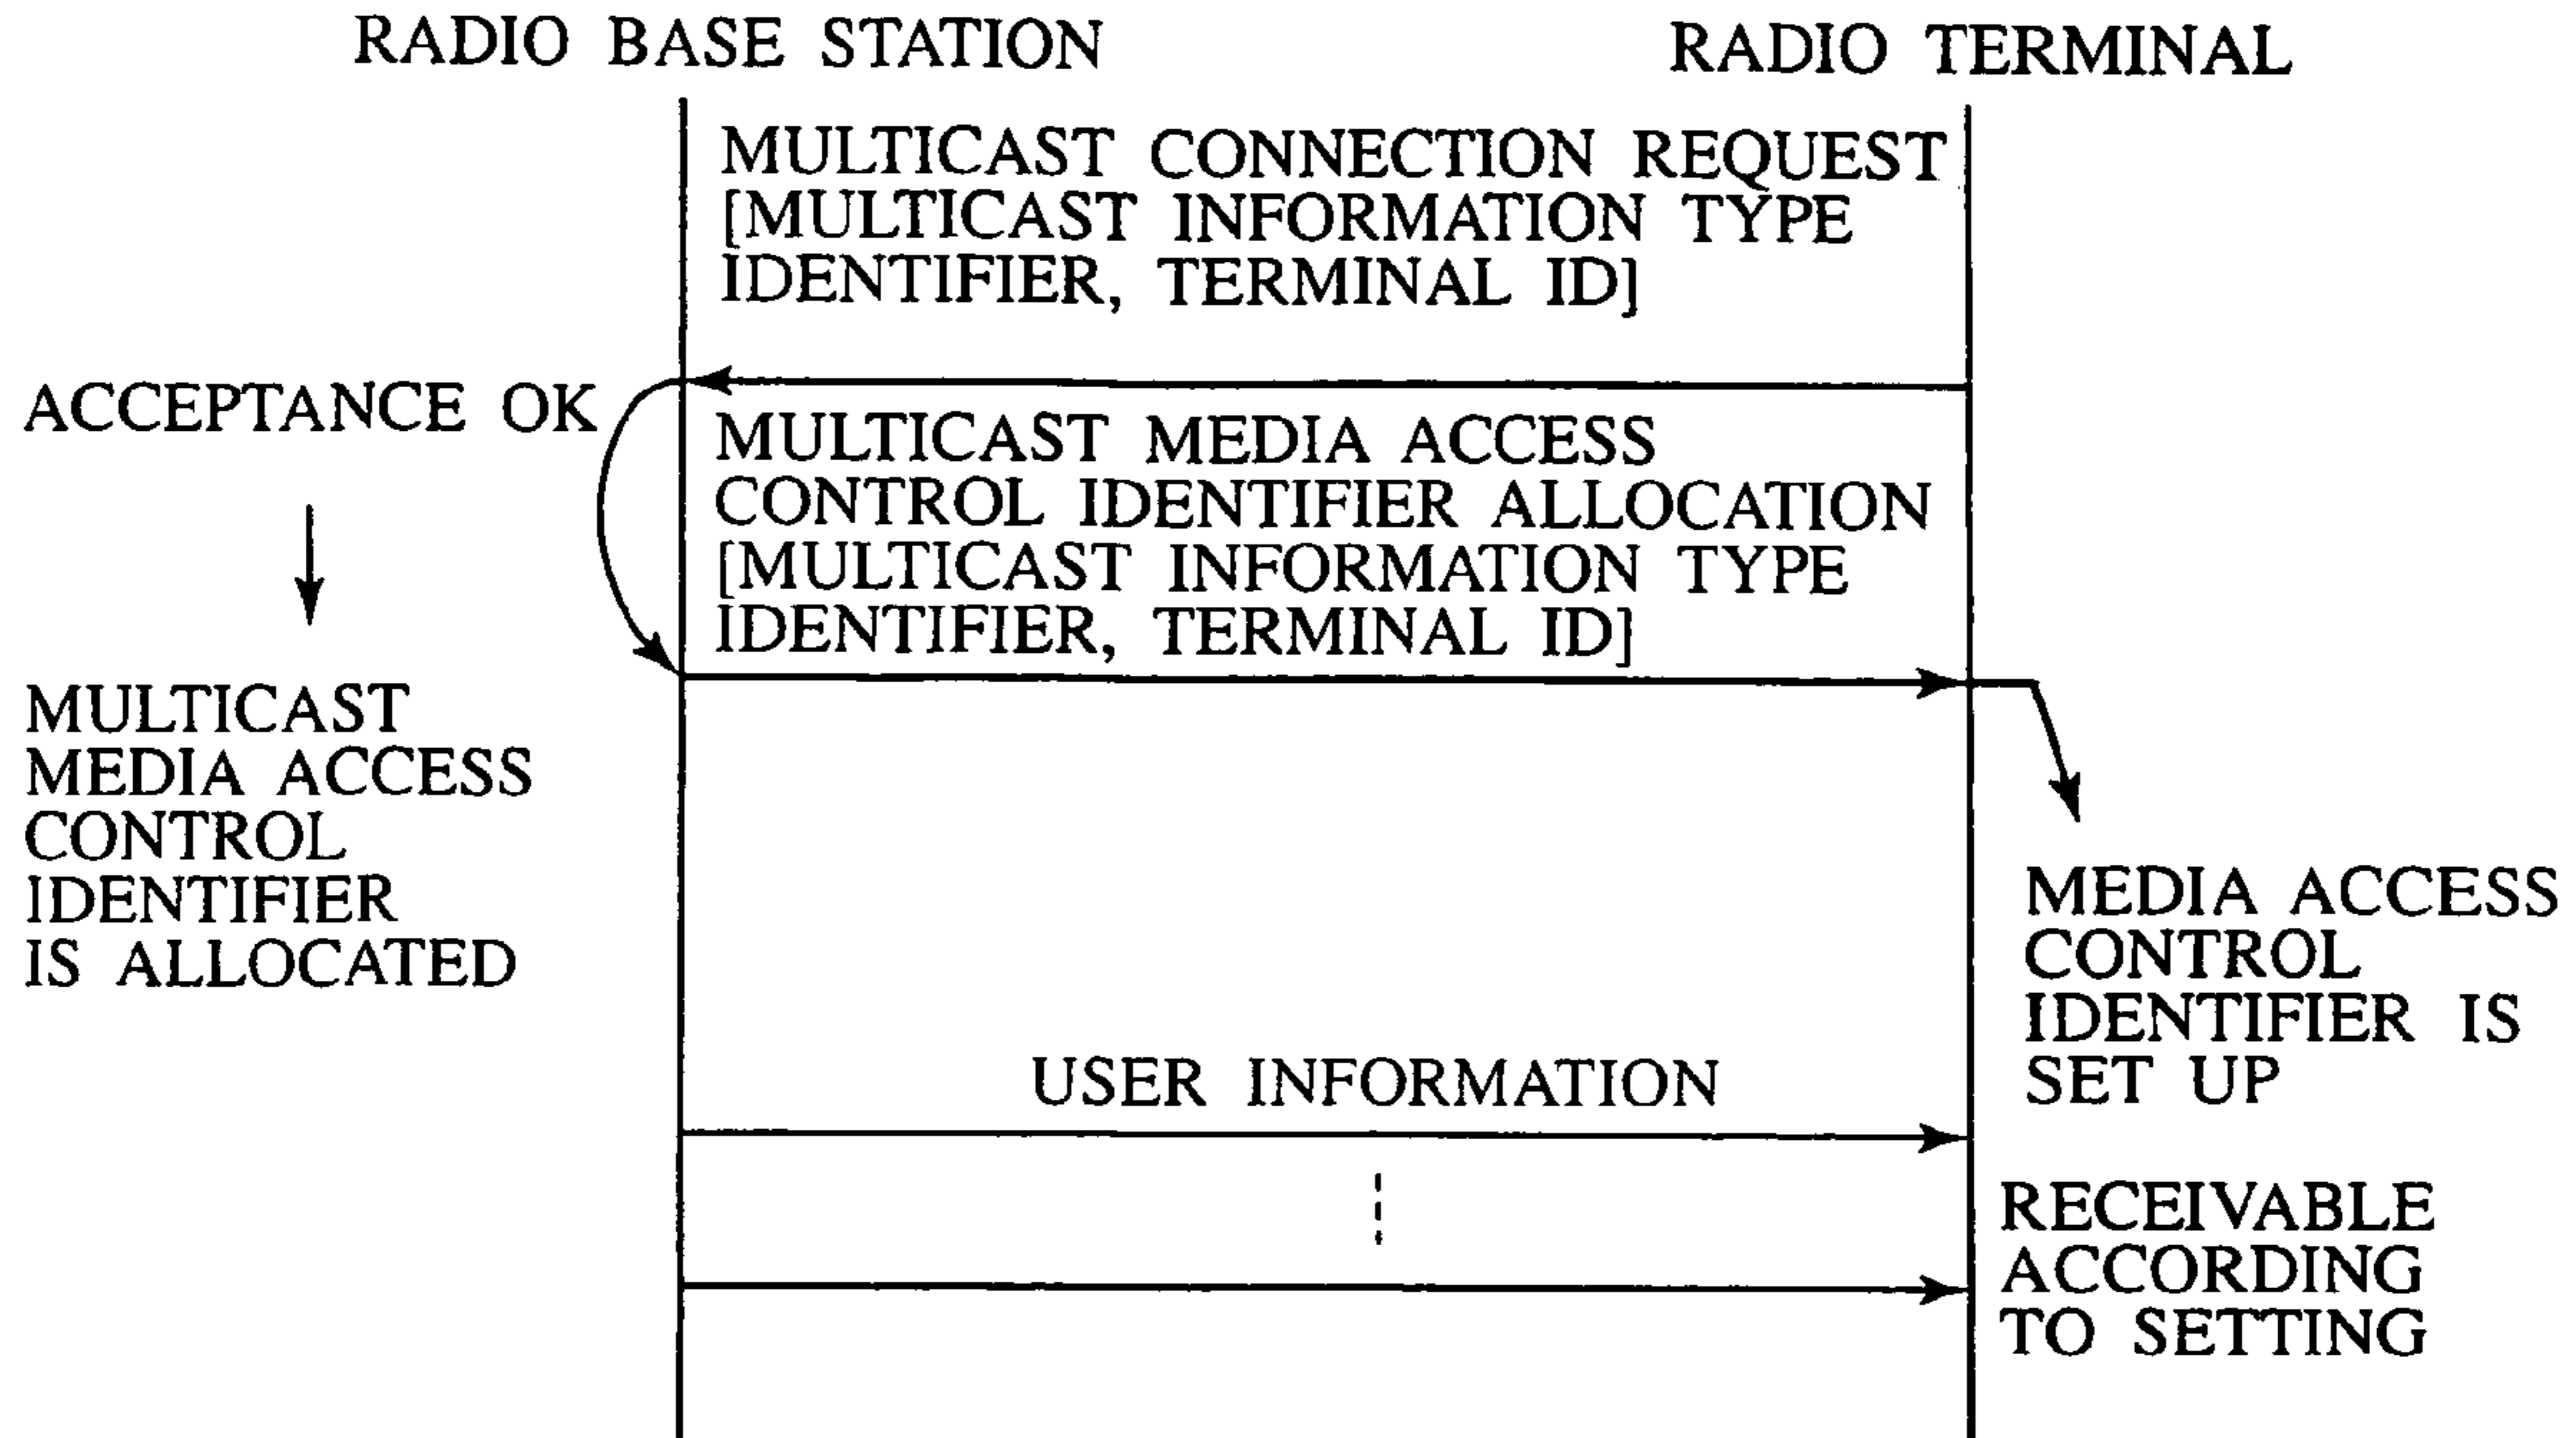 RADIO BASE STATION
RADIO TERMINAL
MULTICAST CONNECTION REQUEST
[MULTICAST INFORMATION TYPE
IDENTIFIER, TERMINAL ID]
ACCEPTANCE OK
MULTICAST MEDIA ACCESS
CONTROL IDENTIFIER ALLOCATION
[MULTICAST INFORMATION TYPE
IDENTIFIER, TERMINAL ID]
MULTICAST
MEDIA ACCESS
CONTROL
IDENTIFIER
IS ALLOCATED
MEDIA ACCESS
CONTROL
IDENTIFIER IS
SET UP
USER INFORMATION
RECEIVABLE
ACCORDING
TO SETTING